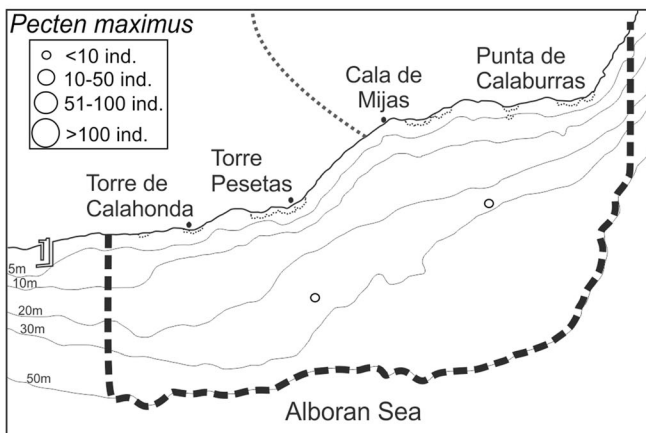 Pecten maximus
<10 ind.
10-50 ind.
51-100 ind.
>100 ind.
Punta de
Calaburras
Cala de
Mijas
Torre
Pesetas
Torre de
Calahonda
5m
10m
20m
30m
50m
Alboran Sea